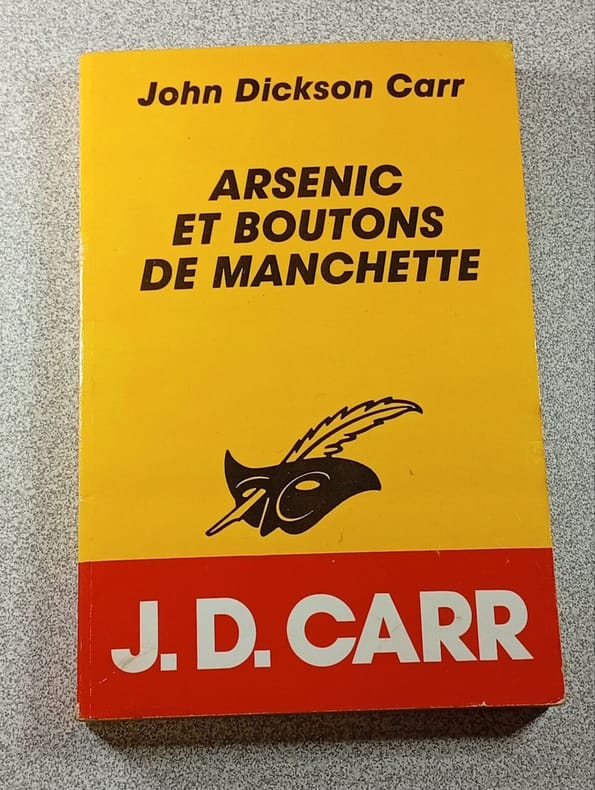 John Dickson Carr
ARSENIC
ET BOUTONS
DE MANCHETTE
J. D. CARR